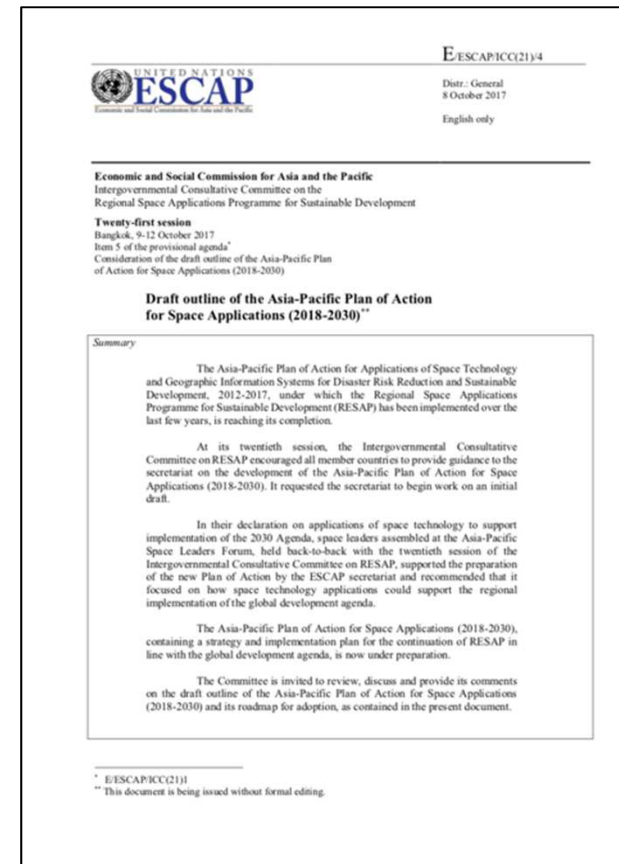 E/ESCAP/ICC(21)/4
UNITED NATIONS
ESCAP
Economic and Social Commission for Asia and the Pacific
Distr.: General
8 October 2017
English only
Economic and Social Commission for Asia and the Pacific
Intergovernmental Consultative Committee on the
Regional Space Applications Programme for Sustainable Development
Twenty-first session
Bangkok, 9-12 October 2017
Item 5 of the provisional agenda*
Consideration of the draft outline of the Asia-Pacific Plan
of Action for Space Applications (2018-2030)
Draft outline of the Asia-Pacific Plan of Action
for Space Applications (2018-2030)**
Summary
The Asia-Pacific Plan of Action for Applications of Space Technology
and Geographic Information Systems for Disaster Risk Reduction and Sustainable
Development, 2012-2017, under which the Regional Space Applications
Programme for Sustainable Development (RESAP) has been implemented over the
last few years, is reaching its completion.
At its twentieth session, the Intergovernmental Consultatitve
Committee on RESAP encouraged all member countries to provide guidance to the
secretariat on the development of the Asia-Pacific Plan of Action for Space
Applications (2018-2030). It requested the secretariat to begin work on an initial
draft.
In their declaration on applications of space technology to support
implementation of the 2030 Agenda, space leaders assembled at the Asia-Pacific
Space Leaders Forum, held back-to-back with the twentieth session of the
Intergovernmental Consultative Committee on RESAP, supported the preparation
of the new Plan of Action by the ESCAP secretariat and recommended that it
focused on how space technology applications could support the regional
implementation of the global development agenda.
The Asia-Pacific Plan of Action for Space Applications (2018-2030),
containing a strategy and implementation plan for the continuation of RESAP in
line with the global development agenda, is now under preparation.
The Committee is invited to review, discuss and provide its comments
on the draft outline of the Asia-Pacific Plan of Action for Space Applications
(2018-2030) and its roadmap for adoption, as contained in the present document.
* E/ESCAP/ICC(21)1
** This document is being issued without formal editing.